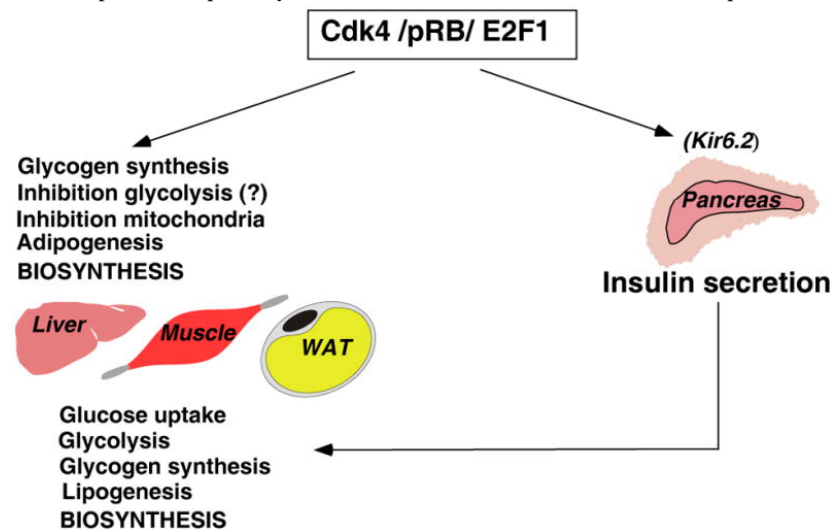 Cdk4 /pRB/ E2F1
Glycogen synthesis
Inhibition glycolysis (?)
Inhibition mitochondria
Adipogenesis
BIOSYNTHESIS
(Kir6.2)
Pancreas
Insulin secretion
Liver
Muscle
WAT
Glucose uptake
Glycolysis
Glycogen synthesis
Lipogenesis
BIOSYNTHESIS